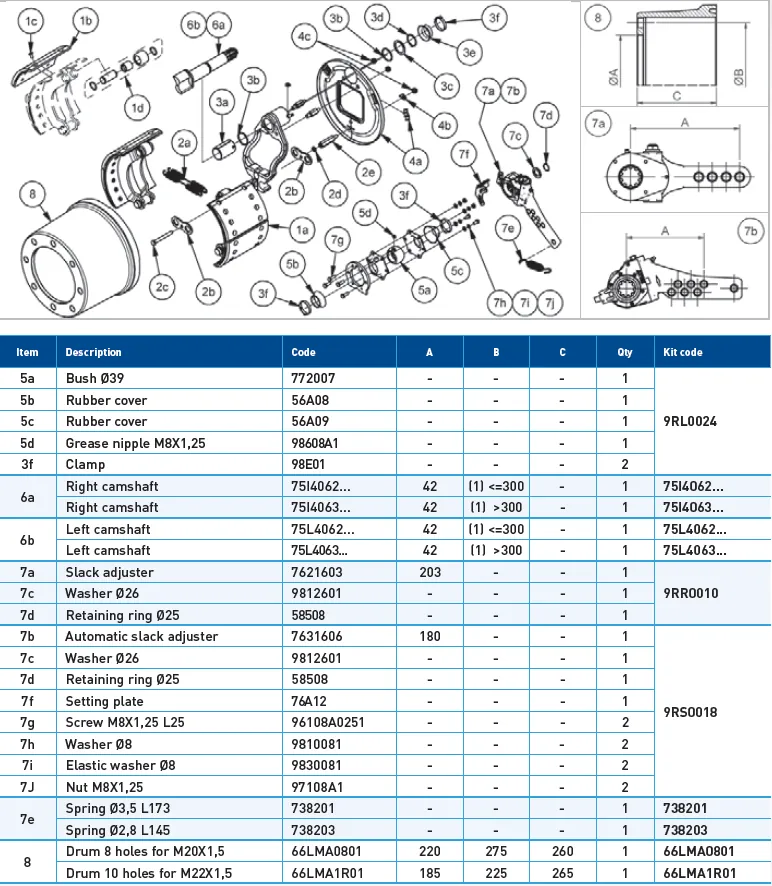 1c 1b 6b 6a 3b 3d 3f
4c 3e
3b 3c
1d 3a 7a 7b 7d
2a 4b 7c
4a 7f
2e
2b 2d 3f
8 5d
1a 7e
7g
5b 5c
2c 2b 3f 5a 7h 7i 7j
8
ØA ØB
C
7a
A
7b
A
Item Description Code A B C Qty Kit code
5a Bush Ø39 772007 - - - 1
5b Rubber cover 56A08 - - - 1
5c Rubber cover 56A09 - - - 1 9RL0024
5d Grease nipple M8X1,25 98608A1 - - - 1
3f Clamp 98E01 - - - 2
6a Right camshaft 75I4062... 42 (1) <=300 - 1 75I4062...
Right camshaft 75I4063... 42 (1) >300 - 1 75I4063...
6b Left camshaft 75L4062... 42 (1) <=300 - 1 75L4062...
Left camshaft 75L4063... 42 (1) >300 - 1 75L4063...
7a Slack adjuster 7621603 203 - - 1
7c Washer Ø26 9812601 - - - 1 9RR0010
7d Retaining ring Ø25 58508 - - - 1
7b Automatic slack adjuster 7631606 180 - - 1
7c Washer Ø26 9812601 - - - 1
7d Retaining ring Ø25 58508 - - - 1
7f Setting plate 76A12 - - - 1
7g Screw M8X1,25 L25 96108A0251 - - - 2 9RS0018
7h Washer Ø8 9810081 - - - 2
7i Elastic washer Ø8 9830081 - - - 2
7J Nut M8X1,25 97108A1 - - - 2
7e Spring Ø3,5 L173 738201 - - - 1 738201
Spring Ø2,8 L145 738203 - - - 1 738203
8 Drum 8 holes for M20X1,5 66LMA0801 220 275 260 1 66LMA0801
Drum 10 holes for M22X1,5 66LMA1R01 185 225 265 1 66LMA1R01